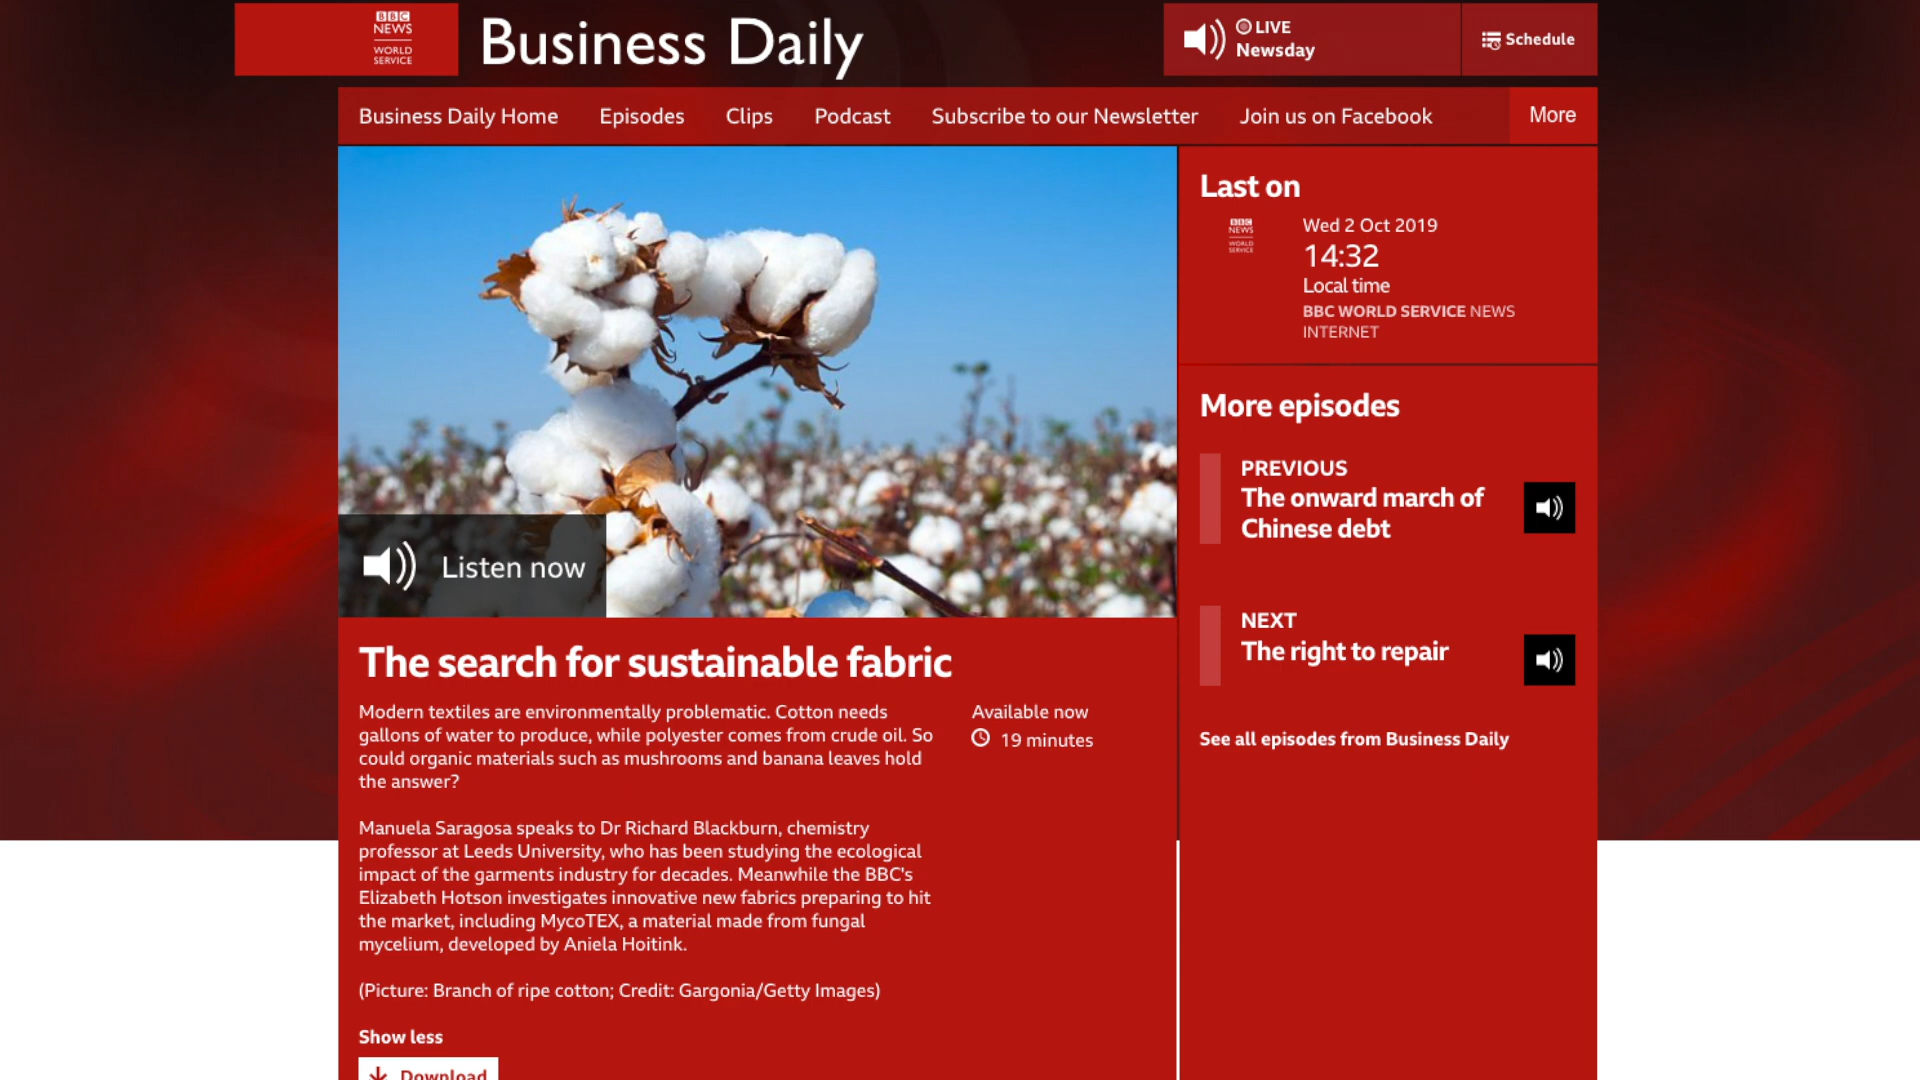 BBC
NEWS
WORLD
SERVICE
Business Daily
LIVE
Newsday
Schedule
Business Daily Home
Episodes
Clips
Podcast
Subscribe to our Newsletter
Join us on Facebook
More
Listen now
The search for sustainable fabric
Modern textiles are environmentally problematic. Cotton needs
gallons of water to produce, while polyester comes from crude oil. So
could organic materials such as mushrooms and banana leaves hold
the answer?
Manuela Saragosa speaks to Dr Richard Blackburn, chemistry
professor at Leeds University, who has been studying the ecological
impact of the garments industry for decades. Meanwhile the BBC's
Elizabeth Hotson investigates innovative new fabrics preparing to hit
the market, including MycoTEX, a material made from fungal
mycelium, developed by Aniela Hoitink.
(Picture: Branch of ripe cotton; Credit: Gargonia/Getty Images)
Show less
Download
Available now
19 minutes
Last on
BBC
NEWS
WORLD
SERVICE
Wed 2 Oct 2019
14:32
Local time
BBC WORLD SERVICE NEWS
INTERNET
More episodes
PREVIOUS
The onward march of
Chinese debt
NEXT
The right to repair
See all episodes from Business Daily